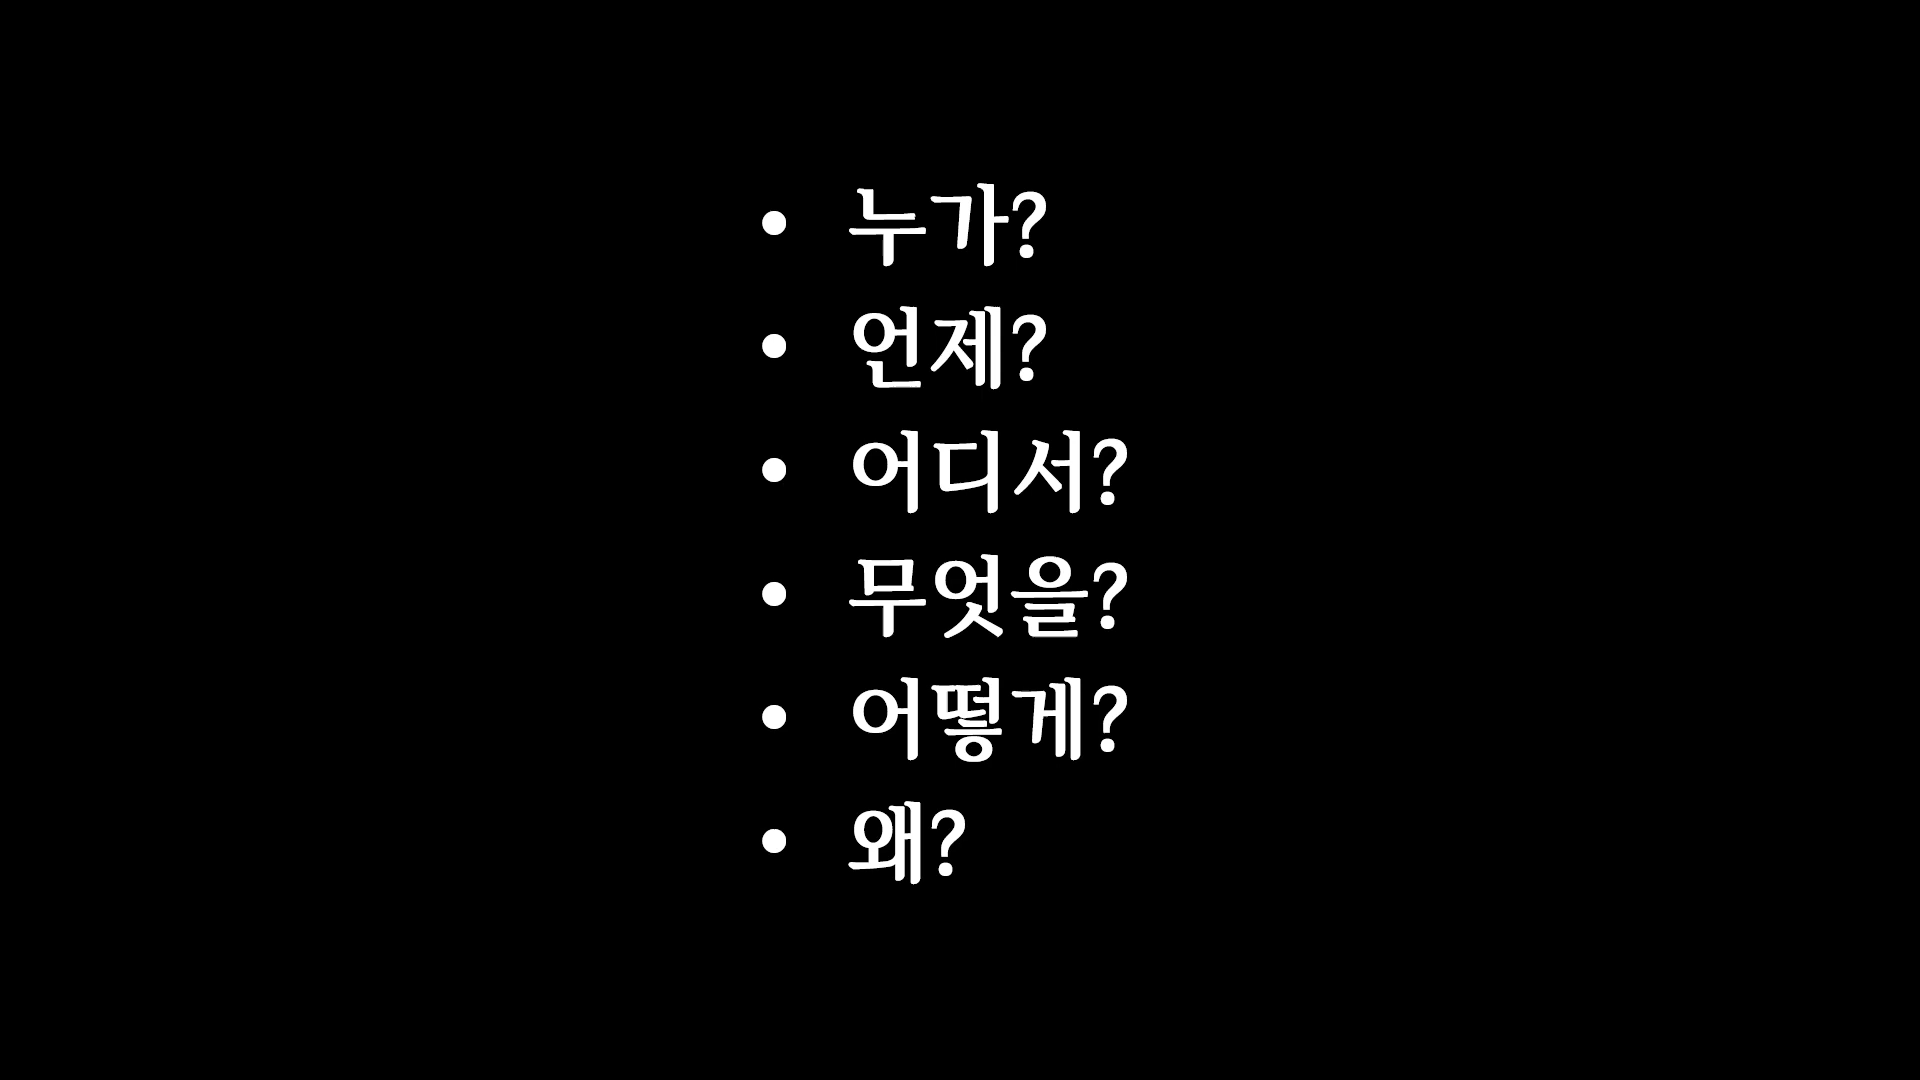 • 누가?
• 언제?
• 어디서?
• 무엇을?
• 어떻게?
• 왜?